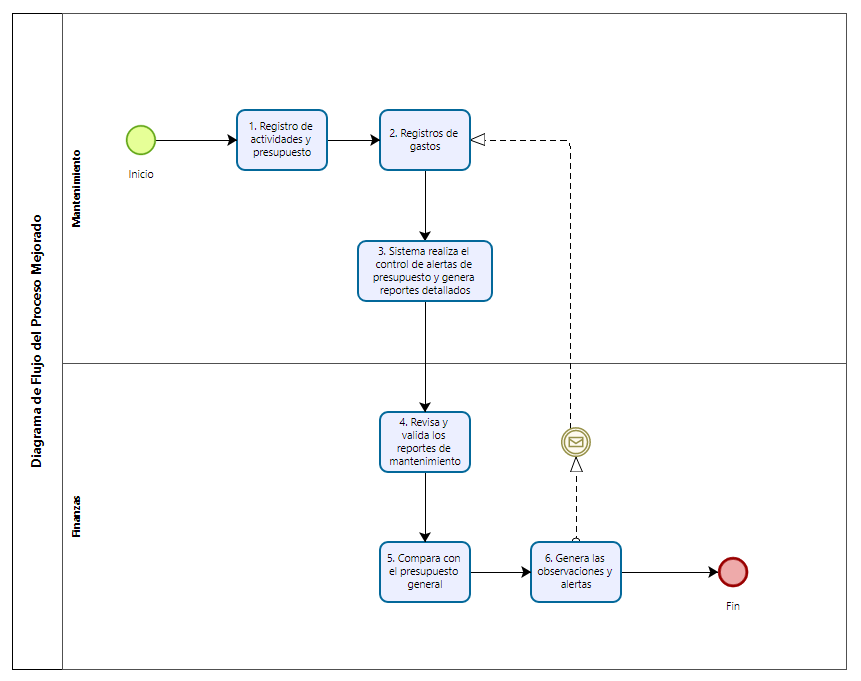 Diagrama de Flujo del Proceso Mejorado
Mantenimiento
Inicio
1. Registro de
actividades y
presupuesto
2. Registros de
gastos
3. Sistema realiza el
control de alertas de
presupuesto y genera
reportes detallados
Finanzas
4. Revisa y
valida los
reportes de
mantenimiento
5. Compara con
el presupuesto
general
6. Genera las
observaciones y
alertas
Fin